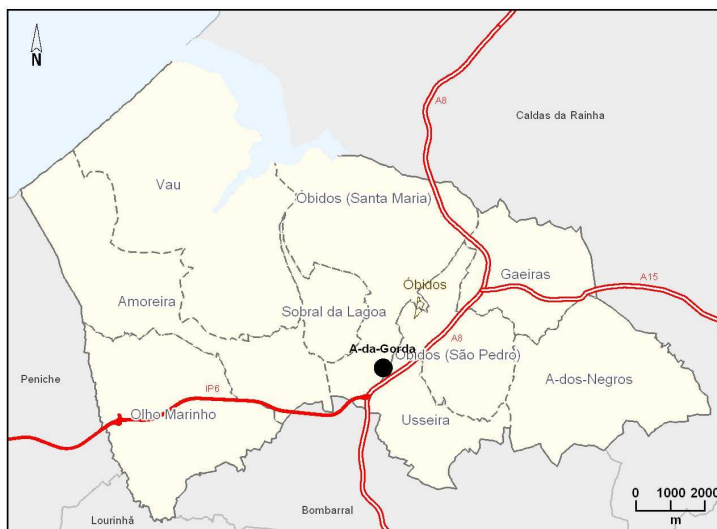 N
A8
Caldas da Rainha
Vau
Óbidos (Santa Maria)
Gaeiras
A15
Óbidos
Amoreira
Sobral da Lagoa
A-da-Gorda
A8
Óbidos (São Pedro)
Peniche
IP6
A-dos-Negros
Olho Marinho
Usseira
0 1000 2000
m
Bombarral
Lourinhã